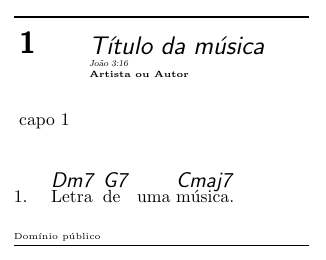 1 Título da música
João 3:16
Artista ou Autor
capo 1
Dm7 G7 Cmaj7
1. Letra de uma música.
Domínio público